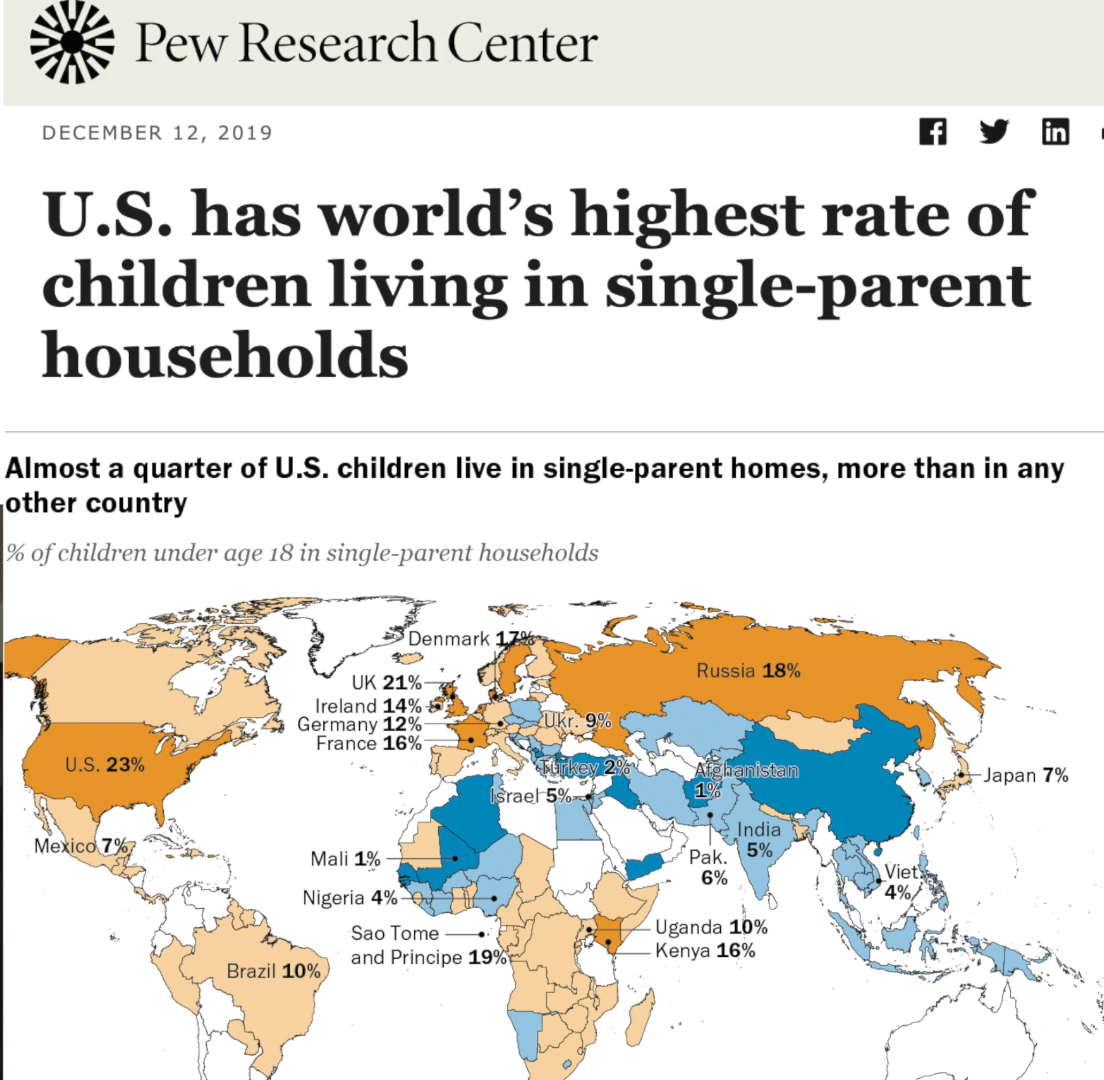 Pew Research Center
DECEMBER 12, 2019
U.S. has world's highest rate of
children living in single-parent
households
Almost a quarter of U.S. children live in single-parent homes, more than in any
other country
% of children under age 18 in single-parent households
Denmark 17%
Russia 18%
UK 21%
Ireland 14%
Ukr. 9%
Germany 12%
France 16%
U.S. 23%
Turkey 2%
Afghanistan
1%
Japan 7%
Israel 5%
India
5%
Mexico 7%
Mali 1%
Pak.
6%
Viet.
4%
Nigeria 4%
Uganda 10%
Sao Tome
and Principe 19%
Kenya 16%
Brazil 10%